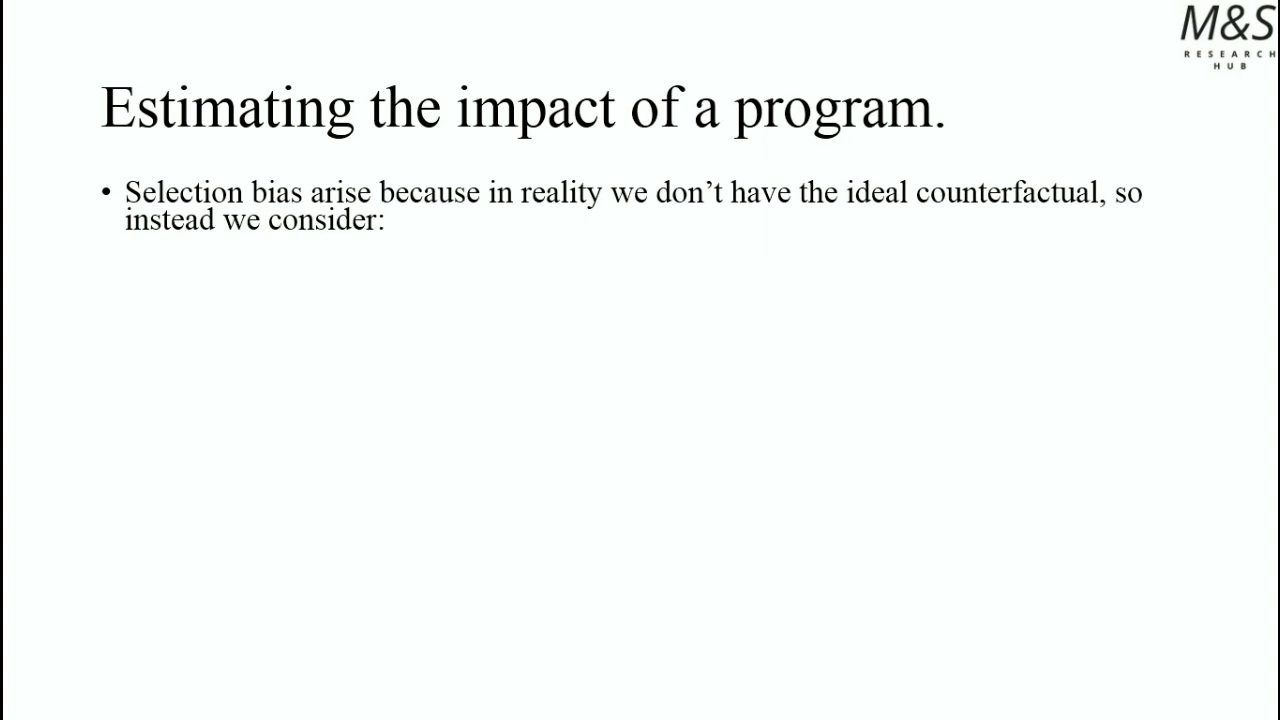 M&S
RESEARCH
HUB
Estimating the impact of a program.
• Selection bias arise because in reality we don’t have the ideal counterfactual, so
instead we consider: